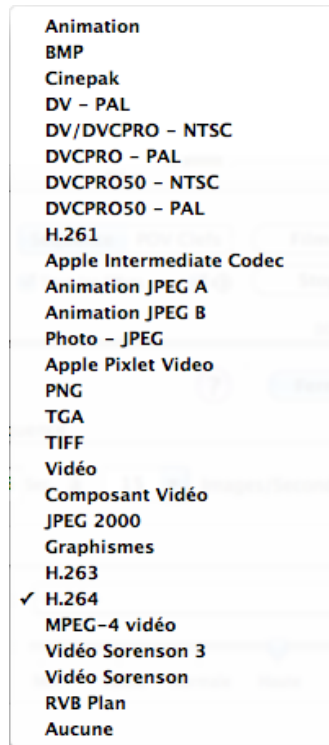 Animation
BMP
Cinepak
DV – PAL
DV/DVCPRO – NTSC
DVCPRO – PAL
DVCPRO50 – NTSC
DVCPRO50 – PAL
H.261
Apple Intermediate Codec
Animation JPEG A
Animation JPEG B
Photo – JPEG
Apple Pixlet Video
PNG
TGA
TIFF
Vidéo
Composant Vidéo
JPEG 2000
Graphismes
H.263
✓ H.264
MPEG-4 vidéo
Vidéo Sorenson 3
Vidéo Sorenson
RVB Plan
Aucune